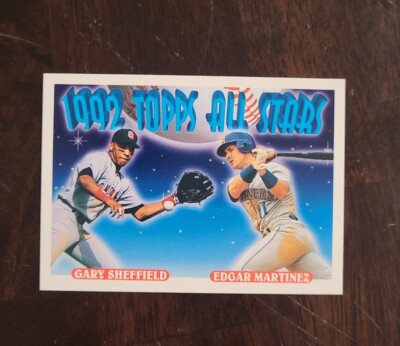 1992 TOPPS ALL STARS
GARY SHEFFIELD
EDGAR MARTINEZ